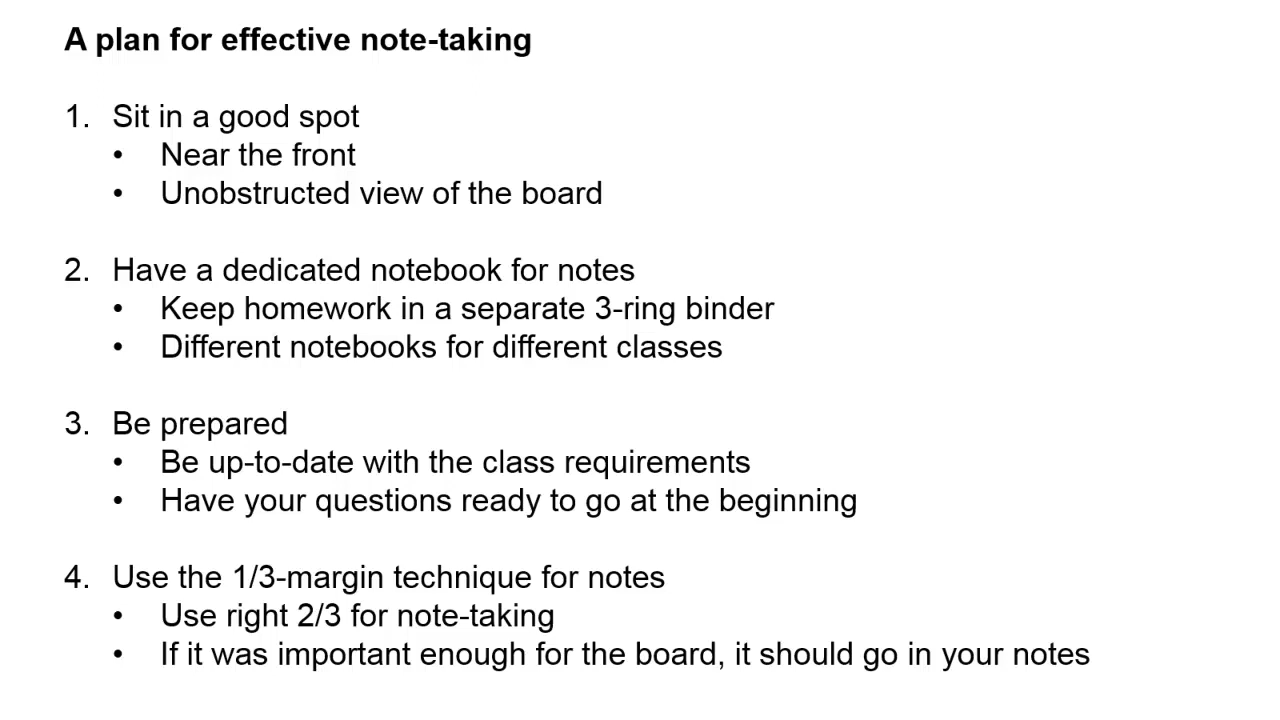 A plan for effective note-taking
1. Sit in a good spot
• Near the front
• Unobstructed view of the board
2. Have a dedicated notebook for notes
• Keep homework in a separate 3-ring binder
• Different notebooks for different classes
3. Be prepared
• Be up-to-date with the class requirements
• Have your questions ready to go at the beginning
4. Use the 1/3-margin technique for notes
• Use right 2/3 for note-taking
• If it was important enough for the board, it should go in your notes